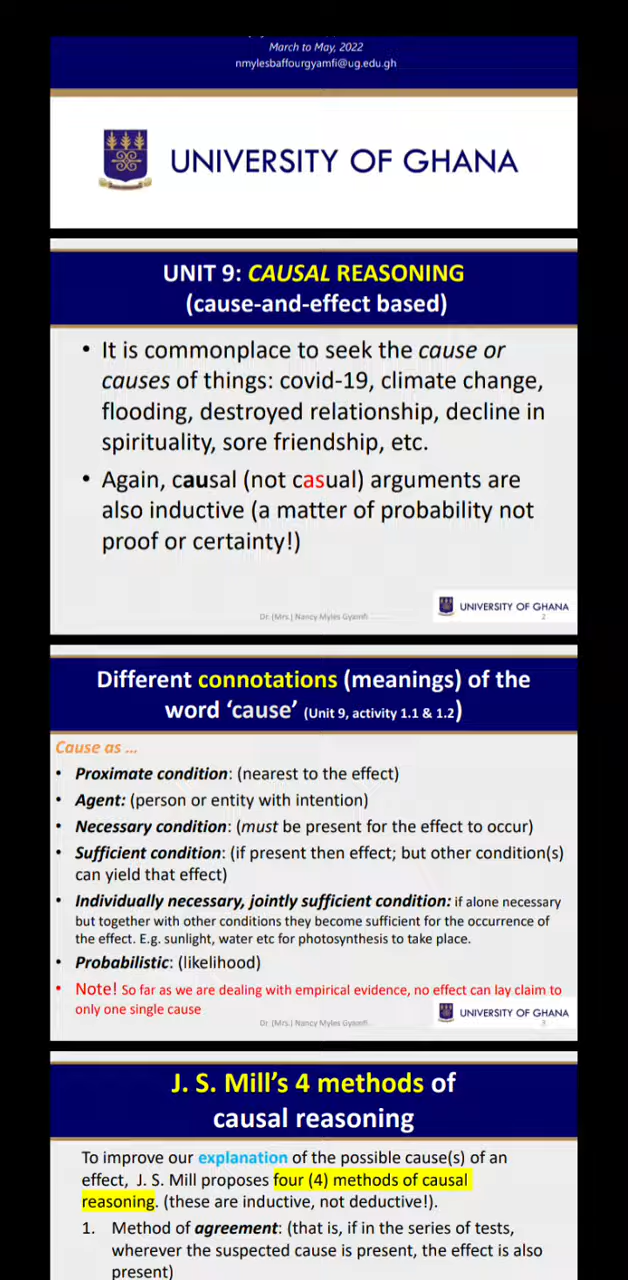 March to May, 2022
nmylesbaffourgyamfi@ug.edu.gh
UNIVERSITY OF GHANA
UNIT 9: CAUSAL REASONING
(cause-and-effect based)
• It is commonplace to seek the cause or
causes of things: covid-19, climate change,
flooding, destroyed relationship, decline in
spirituality, sore friendship, etc.
• Again, causal (not casual) arguments are
also inductive (a matter of probability not
proof or certainty!)
Dr. (Mrs.) Nancy Myles Gyamfi
UNIVERSITY OF GHANA
2
Different connotations (meanings) of the
word ‘cause’ (Unit 9, activity 1.1 & 1.2)
Cause as ...
• Proximate condition: (nearest to the effect)
• Agent: (person or entity with intention)
• Necessary condition: (must be present for the effect to occur)
• Sufficient condition: (if present then effect; but other condition(s)
can yield that effect)
• Individually necessary, jointly sufficient condition: if alone necessary
but together with other conditions they become sufficient for the occurrence of
the effect. E.g. sunlight, water etc for photosynthesis to take place.
• Probabilistic: (likelihood)
• Note! So far as we are dealing with empirical evidence, no effect can lay claim to
only one single cause
Dr. (Mrs.) Nancy Myles Gyamfi
UNIVERSITY OF GHANA
3
J. S. Mill’s 4 methods of
causal reasoning
To improve our explanation of the possible cause(s) of an
effect, J. S. Mill proposes four (4) methods of causal
reasoning. (these are inductive, not deductive!).
1. Method of agreement: (that is, if in the series of tests,
wherever the suspected cause is present, the effect is also
present)